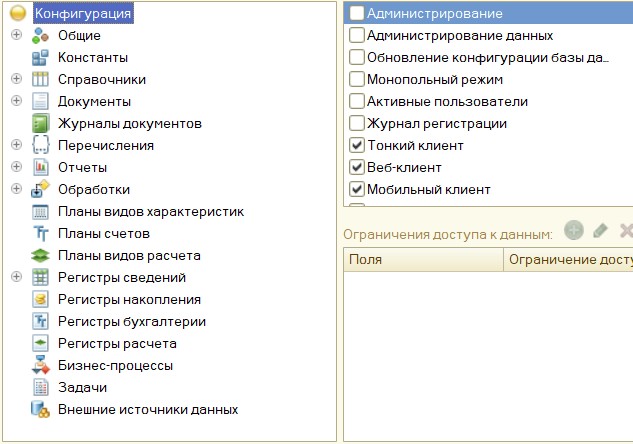 Конфигурация
Общие
Константы
Справочники
Документы
Журналы документов
Перечисления
Отчеты
Обработки
Планы видов характеристик
Планы счетов
Планы видов расчета
Регистры сведений
Регистры накопления
Регистры бухгалтерии
Регистры расчета
Бизнес-процессы
Задачи
Внешние источники данных
Администрирование
Администрирование данных
Обновление конфигурации базы да...
Монопольный режим
Активные пользователи
Журнал регистрации
Тонкий клиент
Веб-клиент
Мобильный клиент
Ограничения доступа к данным:
Поля Ограничение досту